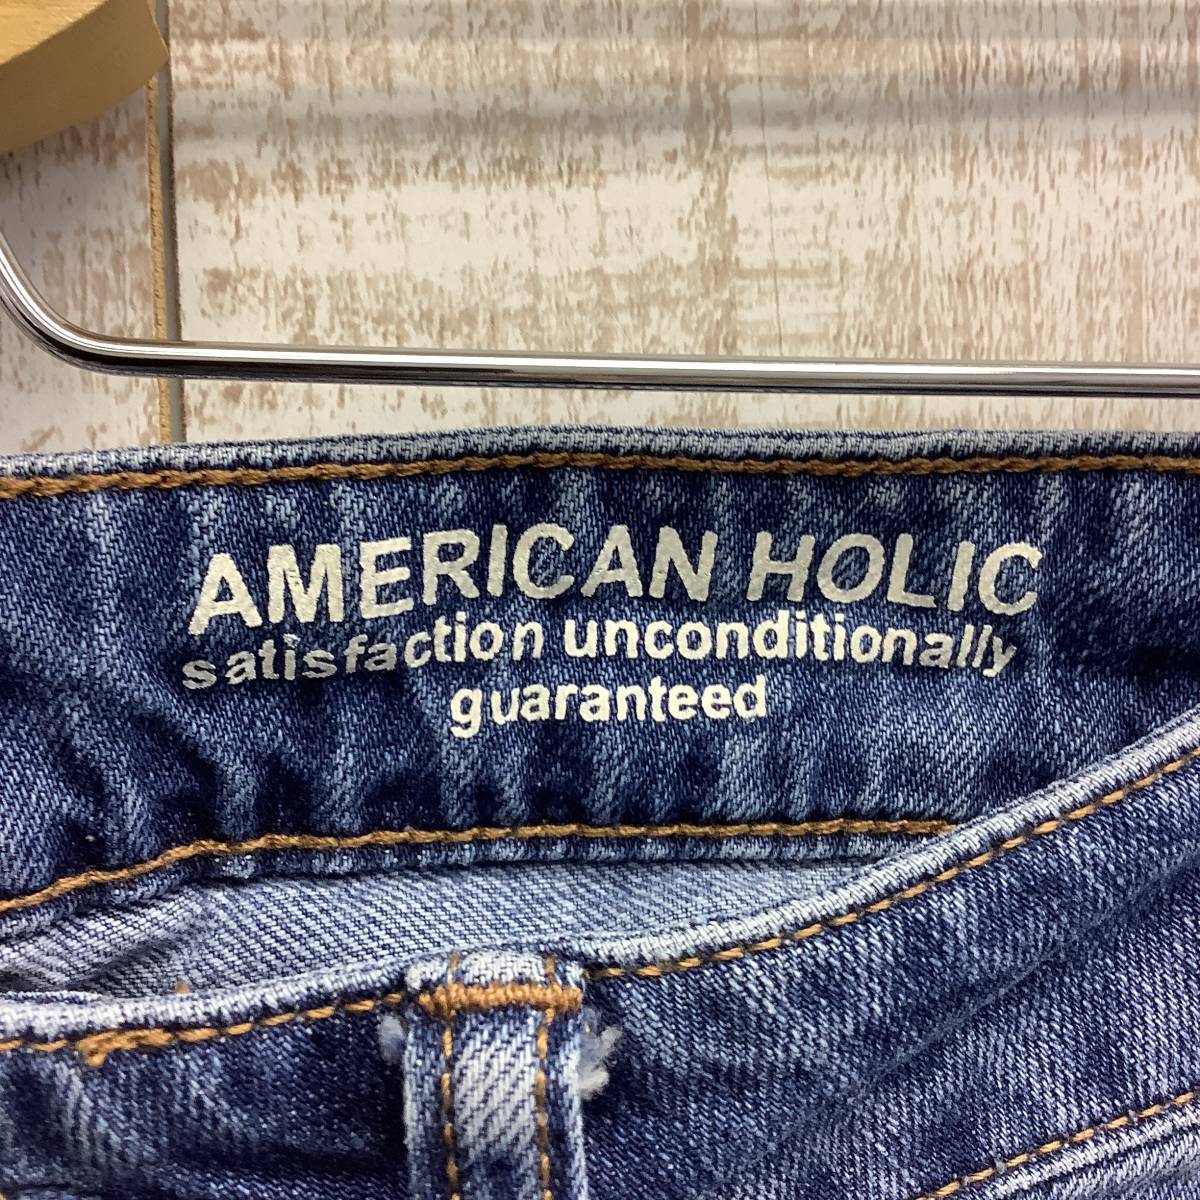 AMERICAN HOLIC
satisfaction unconditionally
guaranteed